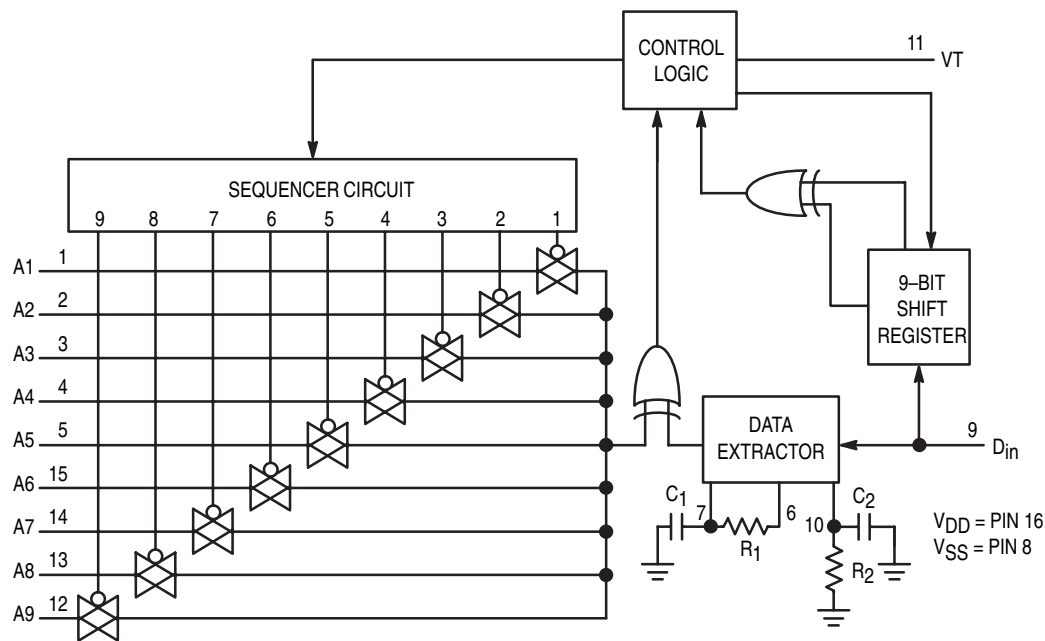 CONTROL
LOGIC
11
VT
SEQUENCER CIRCUIT
9 8 7 6 5 4 3 2 1
A1 1
A2 2
A3 3
A4 4
A5 5
A6 15
A7 14
A8 13
A9 12
9–BIT
SHIFT
REGISTER
DATA
EXTRACTOR
9
Din
C1
7
R1
6
10
C2
R2
VDD = PIN 16
VSS = PIN 8